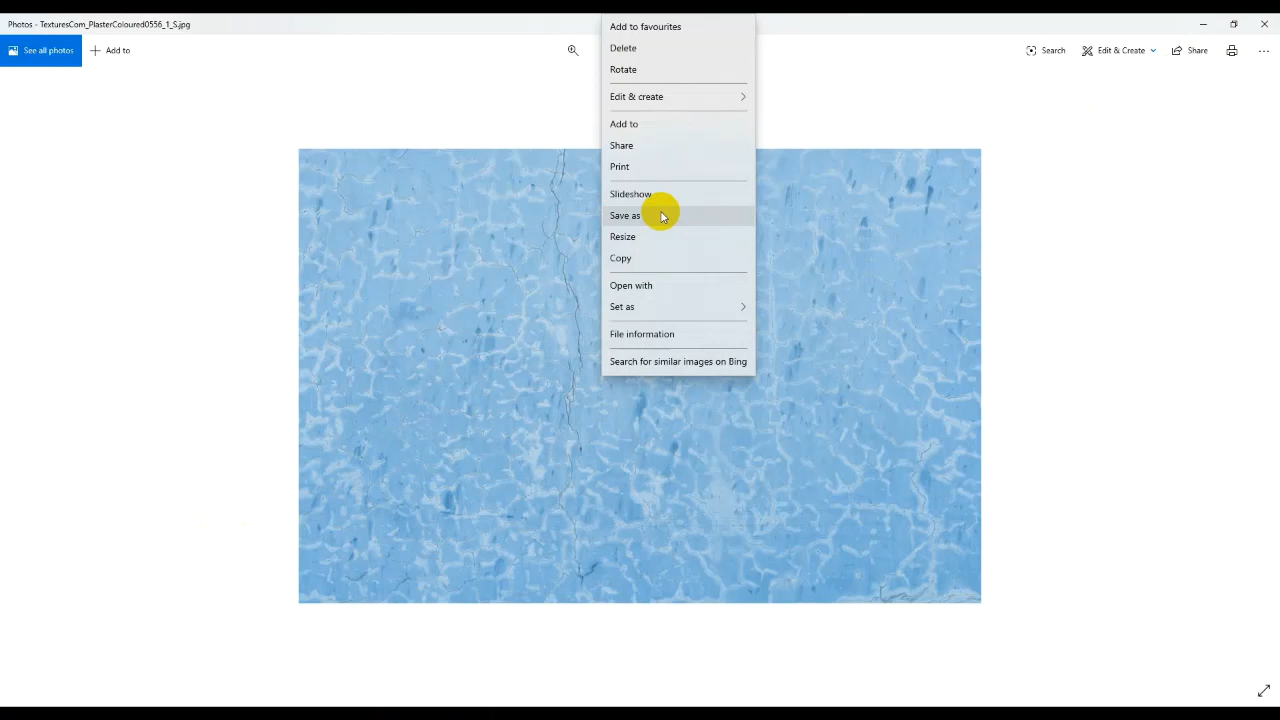 Photos - TexturesCom_PlasterColoured0556_1_S.jpg
See all photos
Add to
Search
Edit & Create
Share
Add to favourites
Delete
Rotate
Edit & create
Add to
Share
Print
Slideshow
Save as
Resize
Copy
Open with
Set as
File information
Search for similar images on Bing